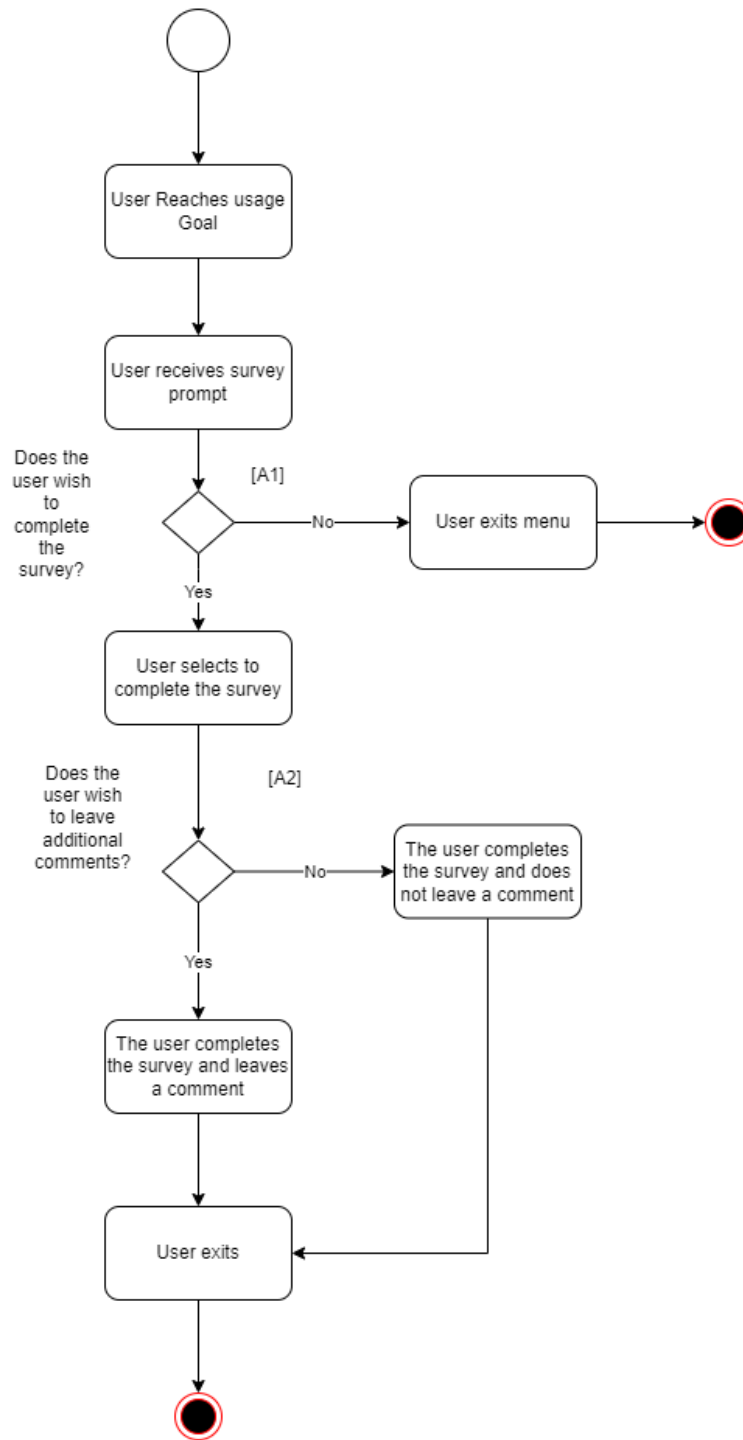 User Reaches usage
Goal
User receives survey
prompt
Does the
user wish
to
complete
the
survey?
[A1]
No
User exits menu
Yes
User selects to
complete the survey
Does the
user wish
to leave
additional
comments?
[A2]
No
The user completes
the survey and does
not leave a comment
Yes
The user completes
the survey and leaves
a comment
User exits